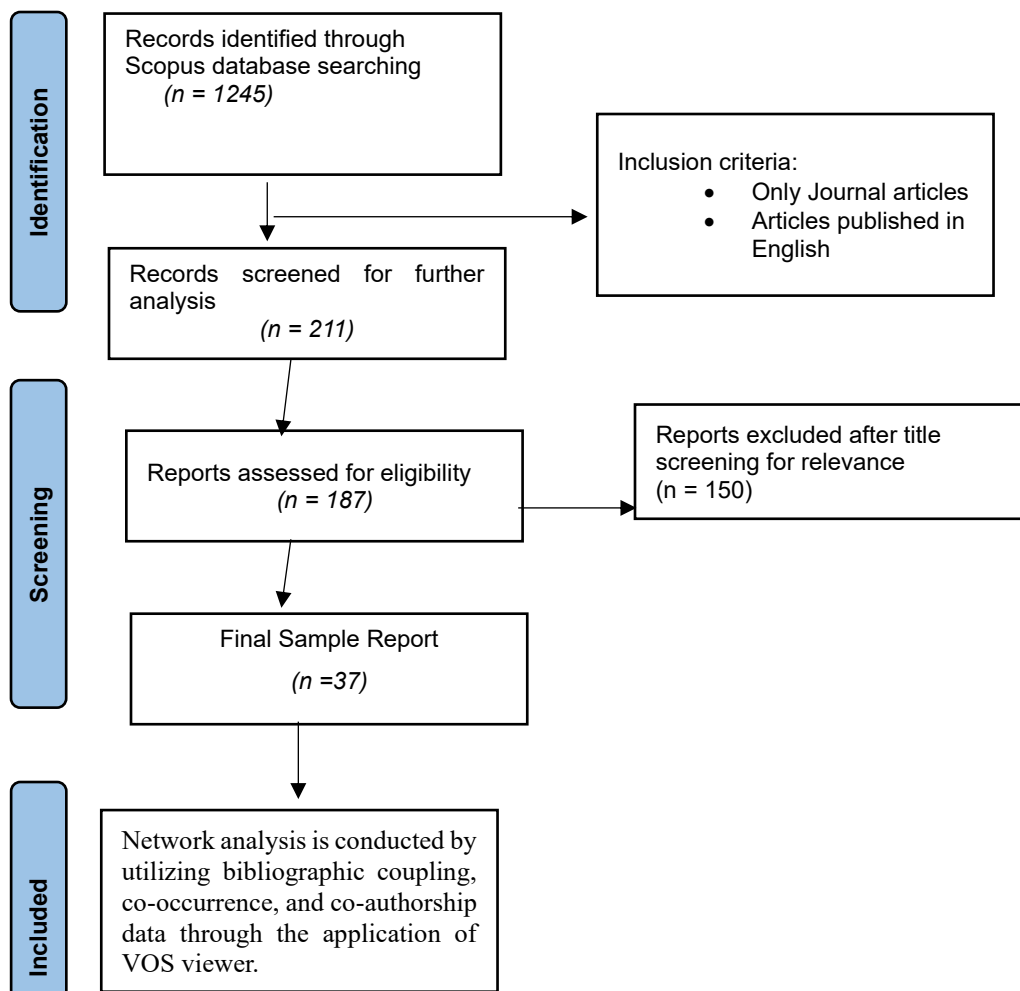 Identification
Records identified through
Scopus database searching
(n = 1245)
Inclusion criteria:
• Only Journal articles
• Articles published in
English
Records screened for further
analysis
(n = 211)
Screening
Reports assessed for eligibility
(n = 187)
Reports excluded after title
screening for relevance
(n = 150)
Final Sample Report
(n =37)
Included
Network analysis is conducted by
utilizing bibliographic coupling,
co-occurrence, and co-authorship
data through the application of
VOS viewer.